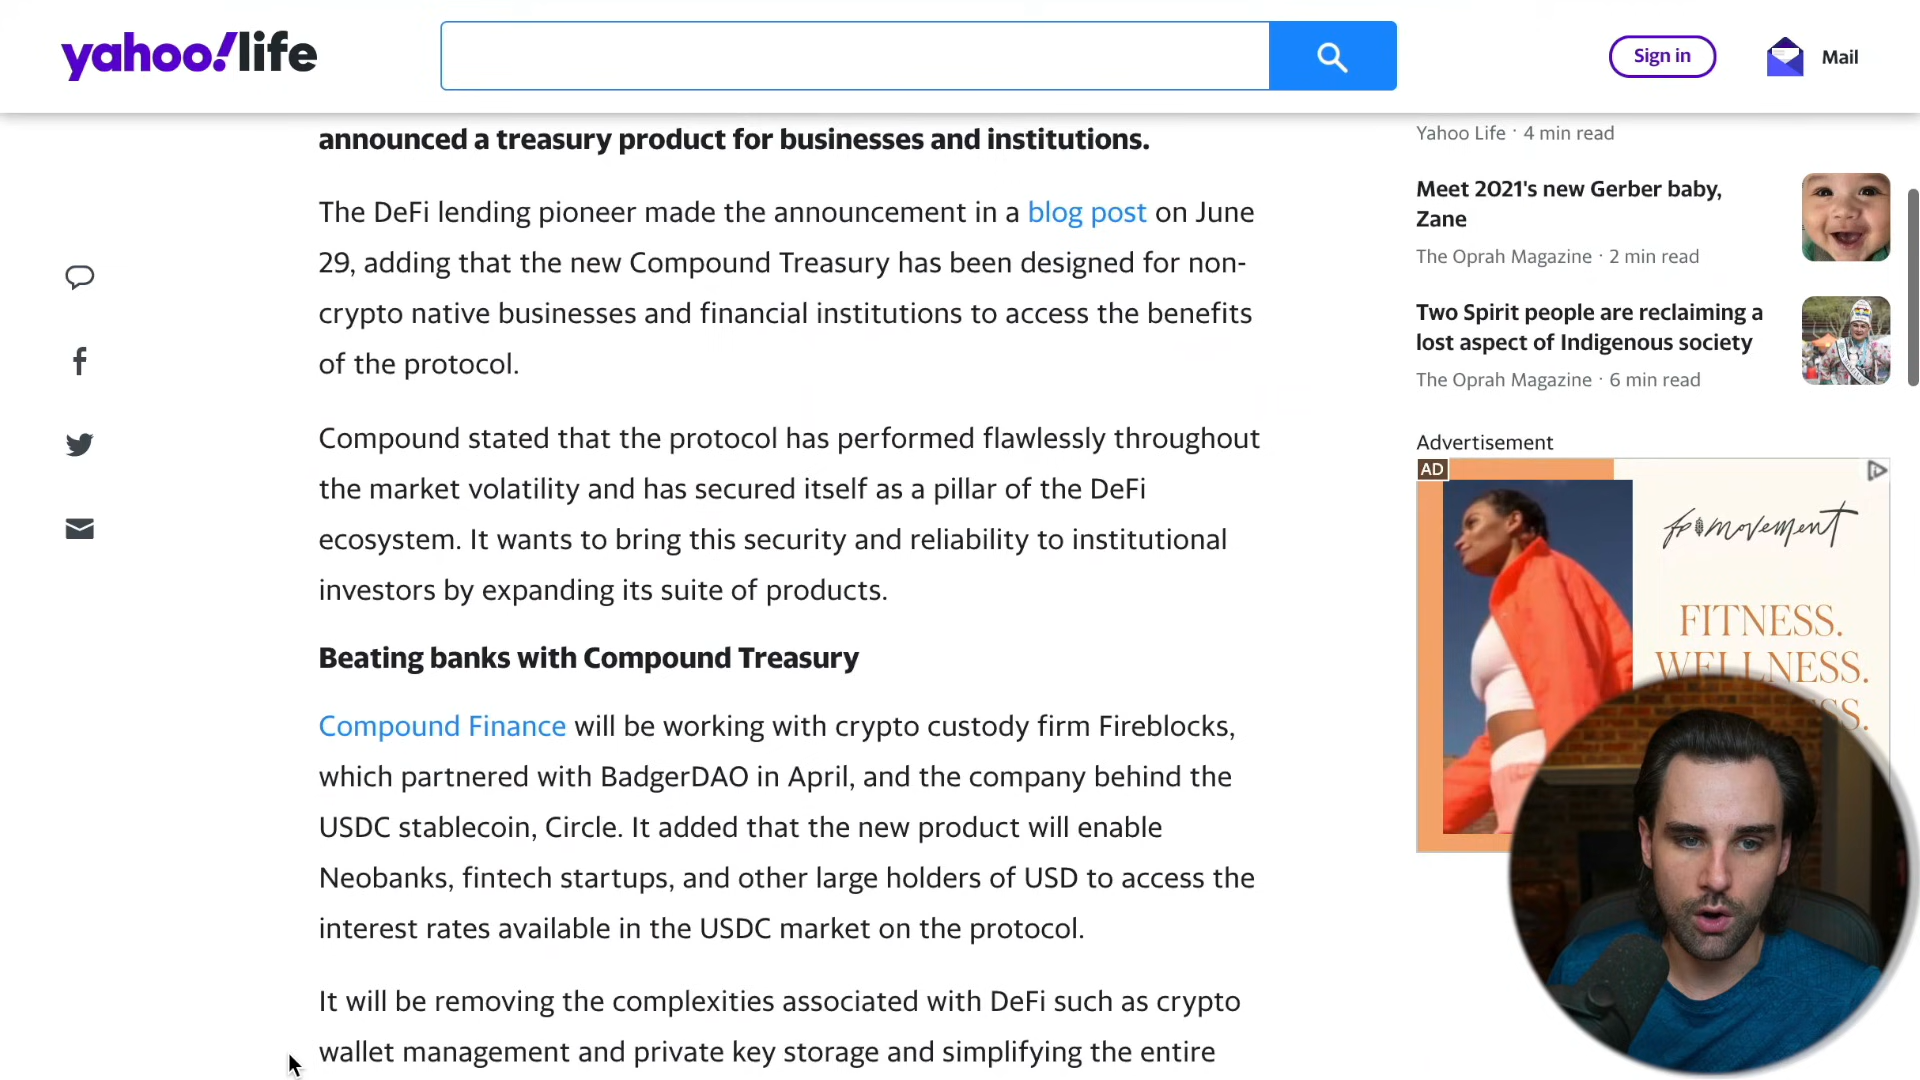 yahoo!life
Sign in
Mail
announced a treasury product for businesses and institutions.
The DeFi lending pioneer made the announcement in a blog post on June
29, adding that the new Compound Treasury has been designed for non-
crypto native businesses and financial institutions to access the benefits
of the protocol.
Compound stated that the protocol has performed flawlessly throughout
the market volatility and has secured itself as a pillar of the DeFi
ecosystem. It wants to bring this security and reliability to institutional
investors by expanding its suite of products.
Beating banks with Compound Treasury
Compound Finance will be working with crypto custody firm Fireblocks,
which partnered with BadgerDAO in April, and the company behind the
USDC stablecoin, Circle. It added that the new product will enable
Neobanks, fintech startups, and other large holders of USD to access the
interest rates available in the USDC market on the protocol.
It will be removing the complexities associated with DeFi such as crypto
wallet management and private key storage and simplifying the entire
Yahoo Life · 4 min read
Meet 2021's new Gerber baby,
Zane
The Oprah Magazine · 2 min read
Two Spirit people are reclaiming a
lost aspect of Indigenous society
The Oprah Magazine · 6 min read
Advertisement
AD
fp movement
FITNESS.
WELLNESS.